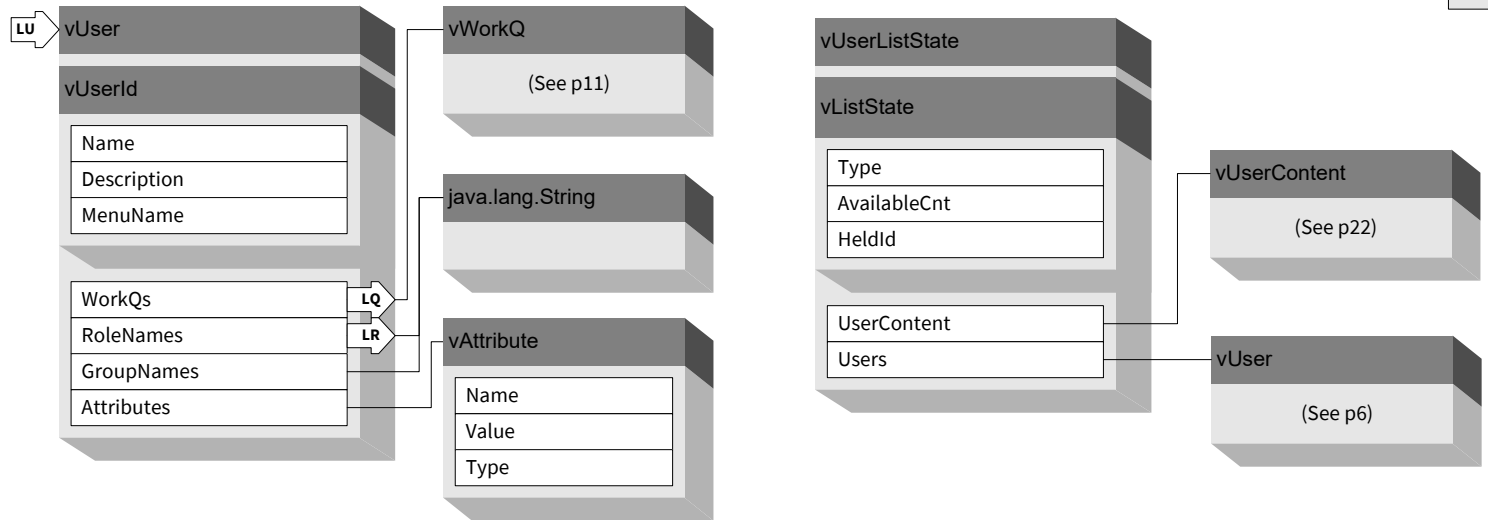 LU
vUser
vUserId
Name
Description
MenuName
WorkQs
LQ
RoleNames
LR
GroupNames
Attributes
vWorkQ
(See p11)
java.lang.String
vAttribute
Name
Value
Type
vUserListState
vListState
Type
AvailableCnt
HeldId
UserContent
Users
vUserContent
(See p22)
vUser
(See p6)